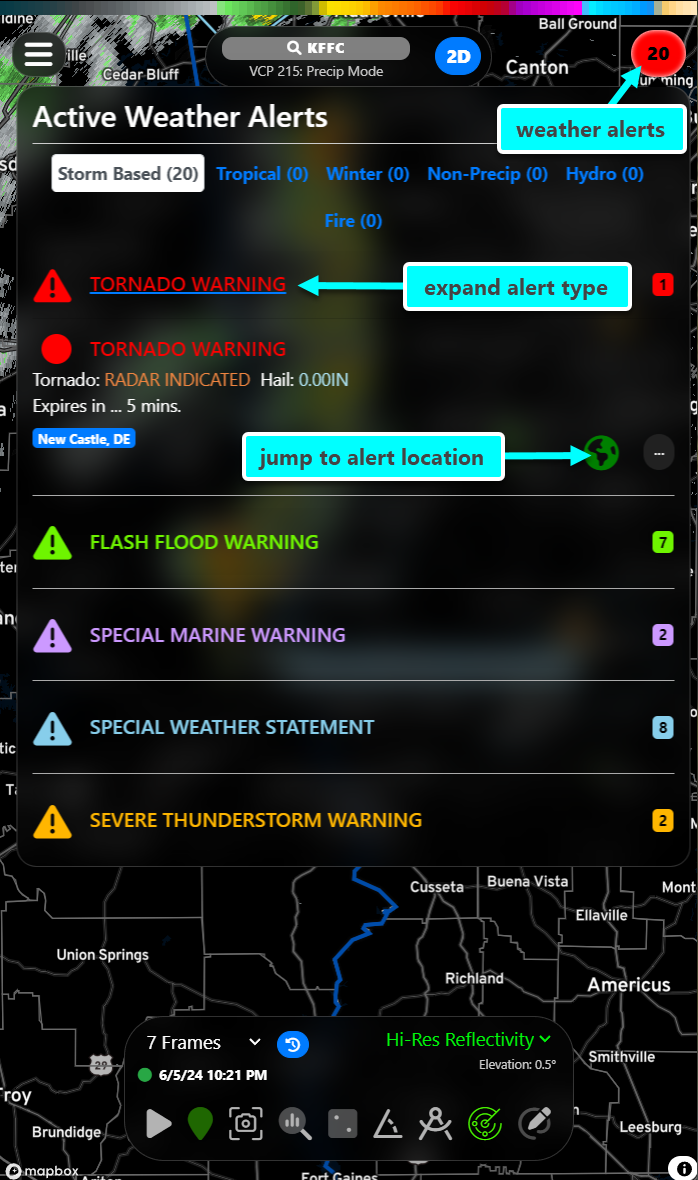 Ball Ground
ille
KFFC
2D
20
Cedar Bluff
VCP 215: Precip Mode
Canton
mming
Active Weather Alerts
weather alerts
Storm Based (20)
Tropical (0)
Winter (0)
Non-Precip (0)
Hydro (0)
Fire (0)
TORNADO WARNING
expand alert type
1
TORNADO WARNING
Tornado: RADAR INDICATED Hail: 0.00IN
Expires in ... 5 mins.
New Castle, DE
jump to alert location
...
FLASH FLOOD WARNING
7
SPECIAL MARINE WARNING
2
SPECIAL WEATHER STATEMENT
8
SEVERE THUNDERSTORM WARNING
2
Cusseta
Buena Vista
Mont
Ellaville
Union Springs
Richland
Americus
7 Frames
Hi-Res Reflectivity
Elevation: 0.5°
6/5/24 10:21 PM
Smithville
29
roy
Brundidge
Leesburg
mapbox
Fort Gaines